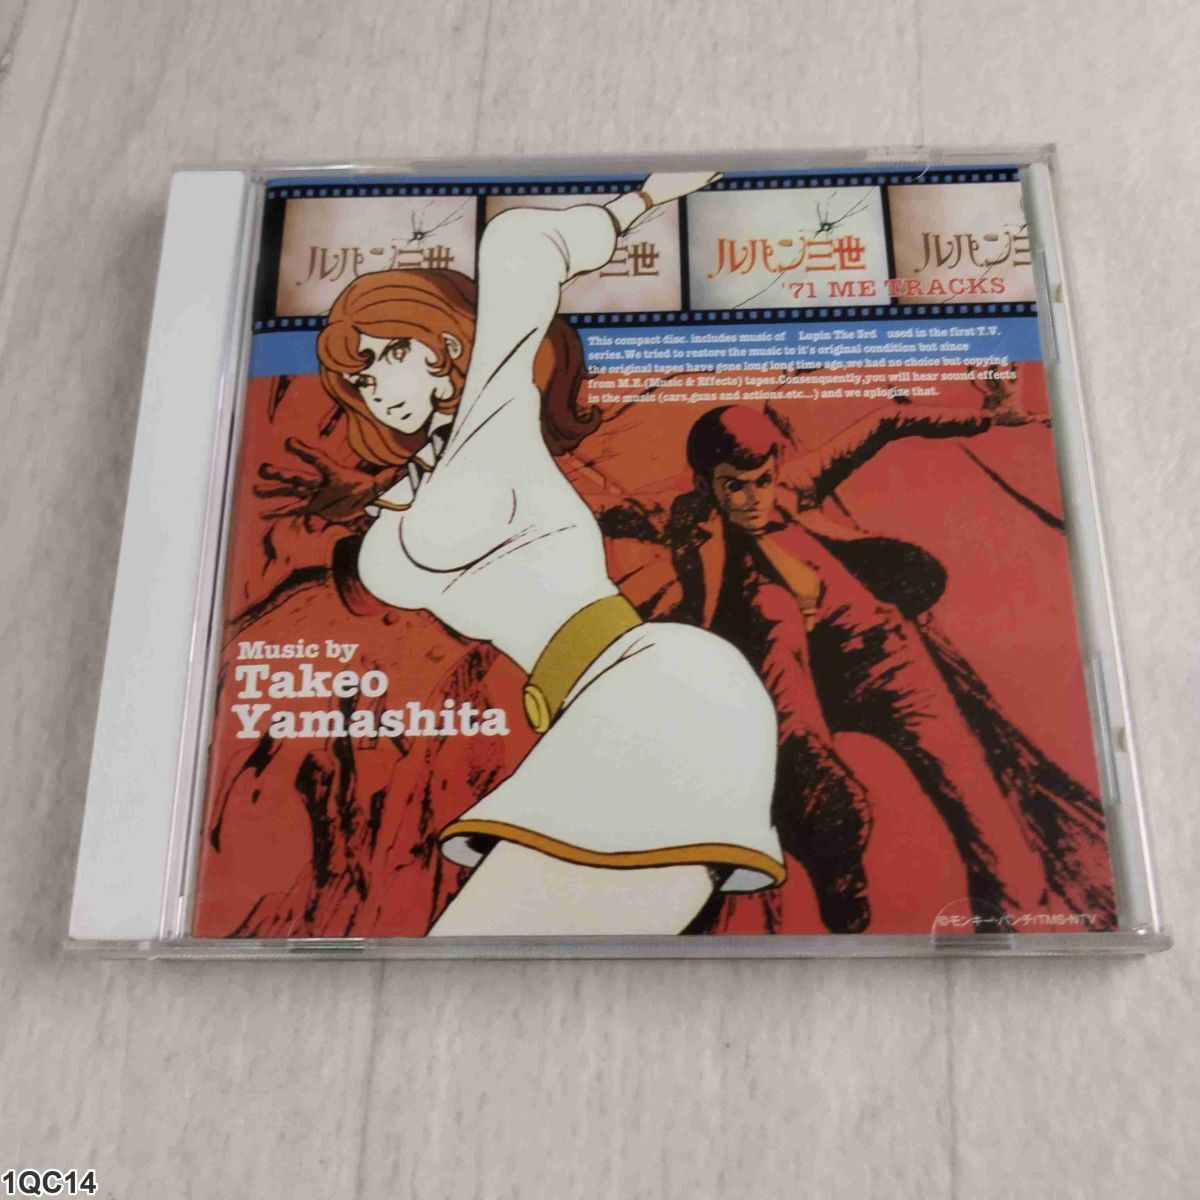 ルパン三世
三世
ルパン三世
ルパン三
'71 ME TRACKS
This compact disc. includes music of Lupin The 3rd used in the first T.V.
series.We tried to restore the music to it's original condition but since
the original tapes have gone long long time ago,we had no choice but copying
from M.E.(Music & Effects) tapes.Consenquently,you will hear sound effects
in the music (cars,guns and actions.etc...) and we aplogize that.
Music by
Takeo
Yamashita
©モンキー・パンチ/TMS・NTV
1QC14